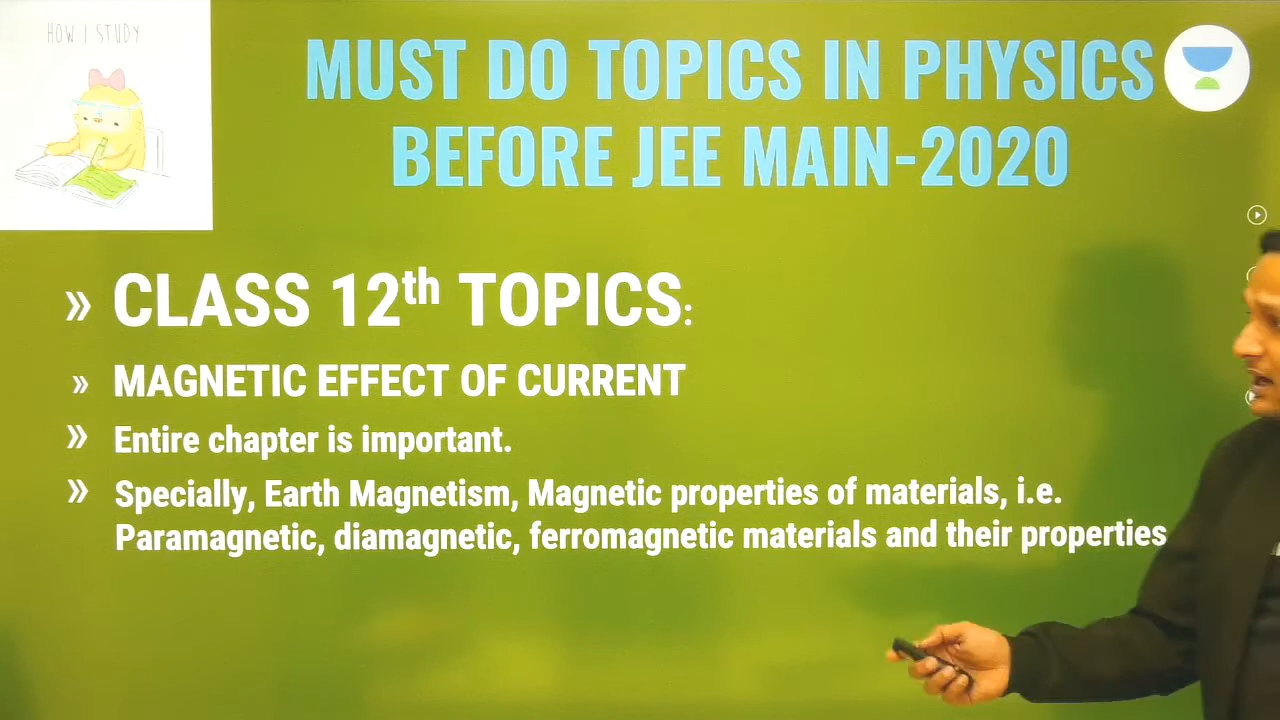 HOW I STUDY
MUST DO TOPICS IN PHYSICS
BEFORE JEE MAIN-2020
» CLASS 12th TOPICS:
» MAGNETIC EFFECT OF CURRENT
» Entire chapter is important.
» Specially, Earth Magnetism, Magnetic properties of materials, i.e.
Paramagnetic, diamagnetic, ferromagnetic materials and their properties